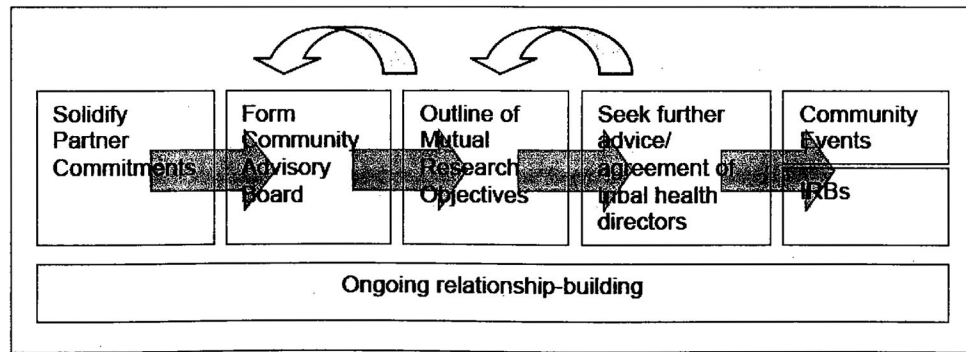 Solidify
Partner
Commitments
Form
Community
Advisory
Board
Outline of
Mutual
Research
Objectives
Seek further
advice/
agreement of
tribal health
directors
Community
Events
IRBs
Ongoing relationship-building